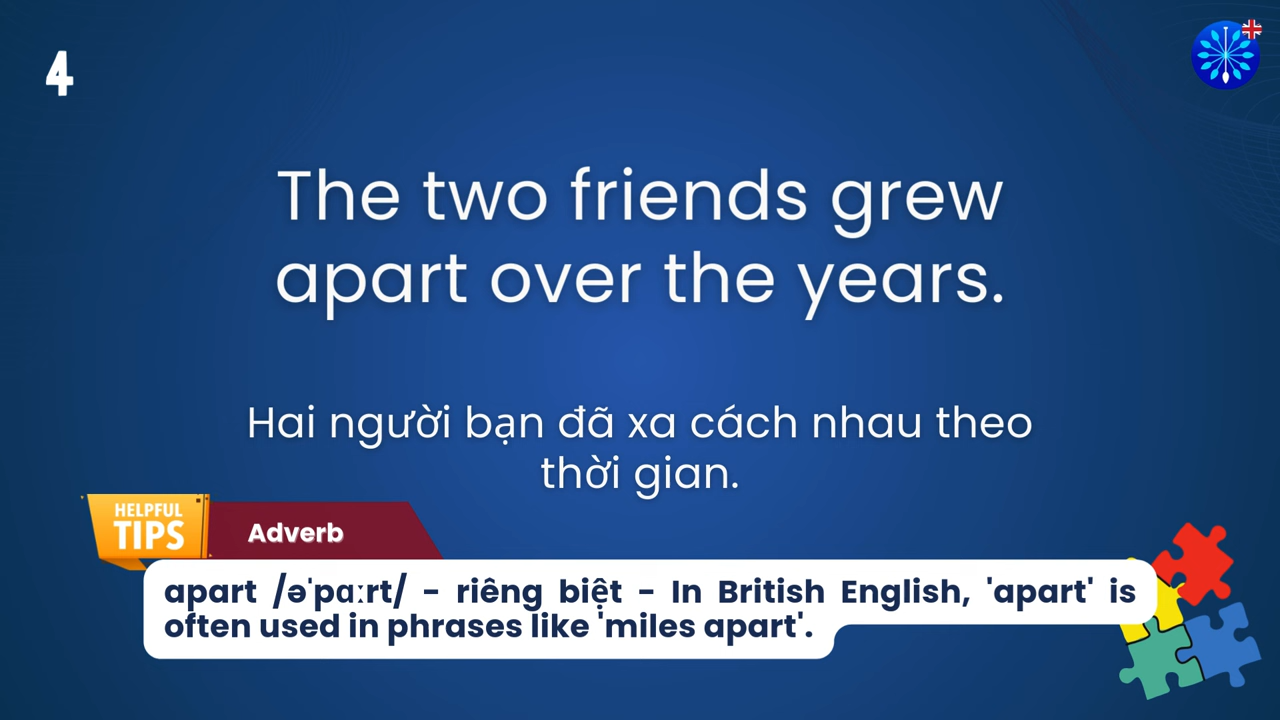 4
The two friends grew
apart over the years.
Hai người bạn đã xa cách nhau theo
thời gian.
HELPFUL
TIPS
Adverb
apart /əˈpɑːrt/ - riêng biệt - In British English, 'apart' is
often used in phrases like 'miles apart'.